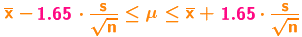 x̅ − 1.65 · s/√n ≤ μ ≤ x̅ + 1.65 · s/√n